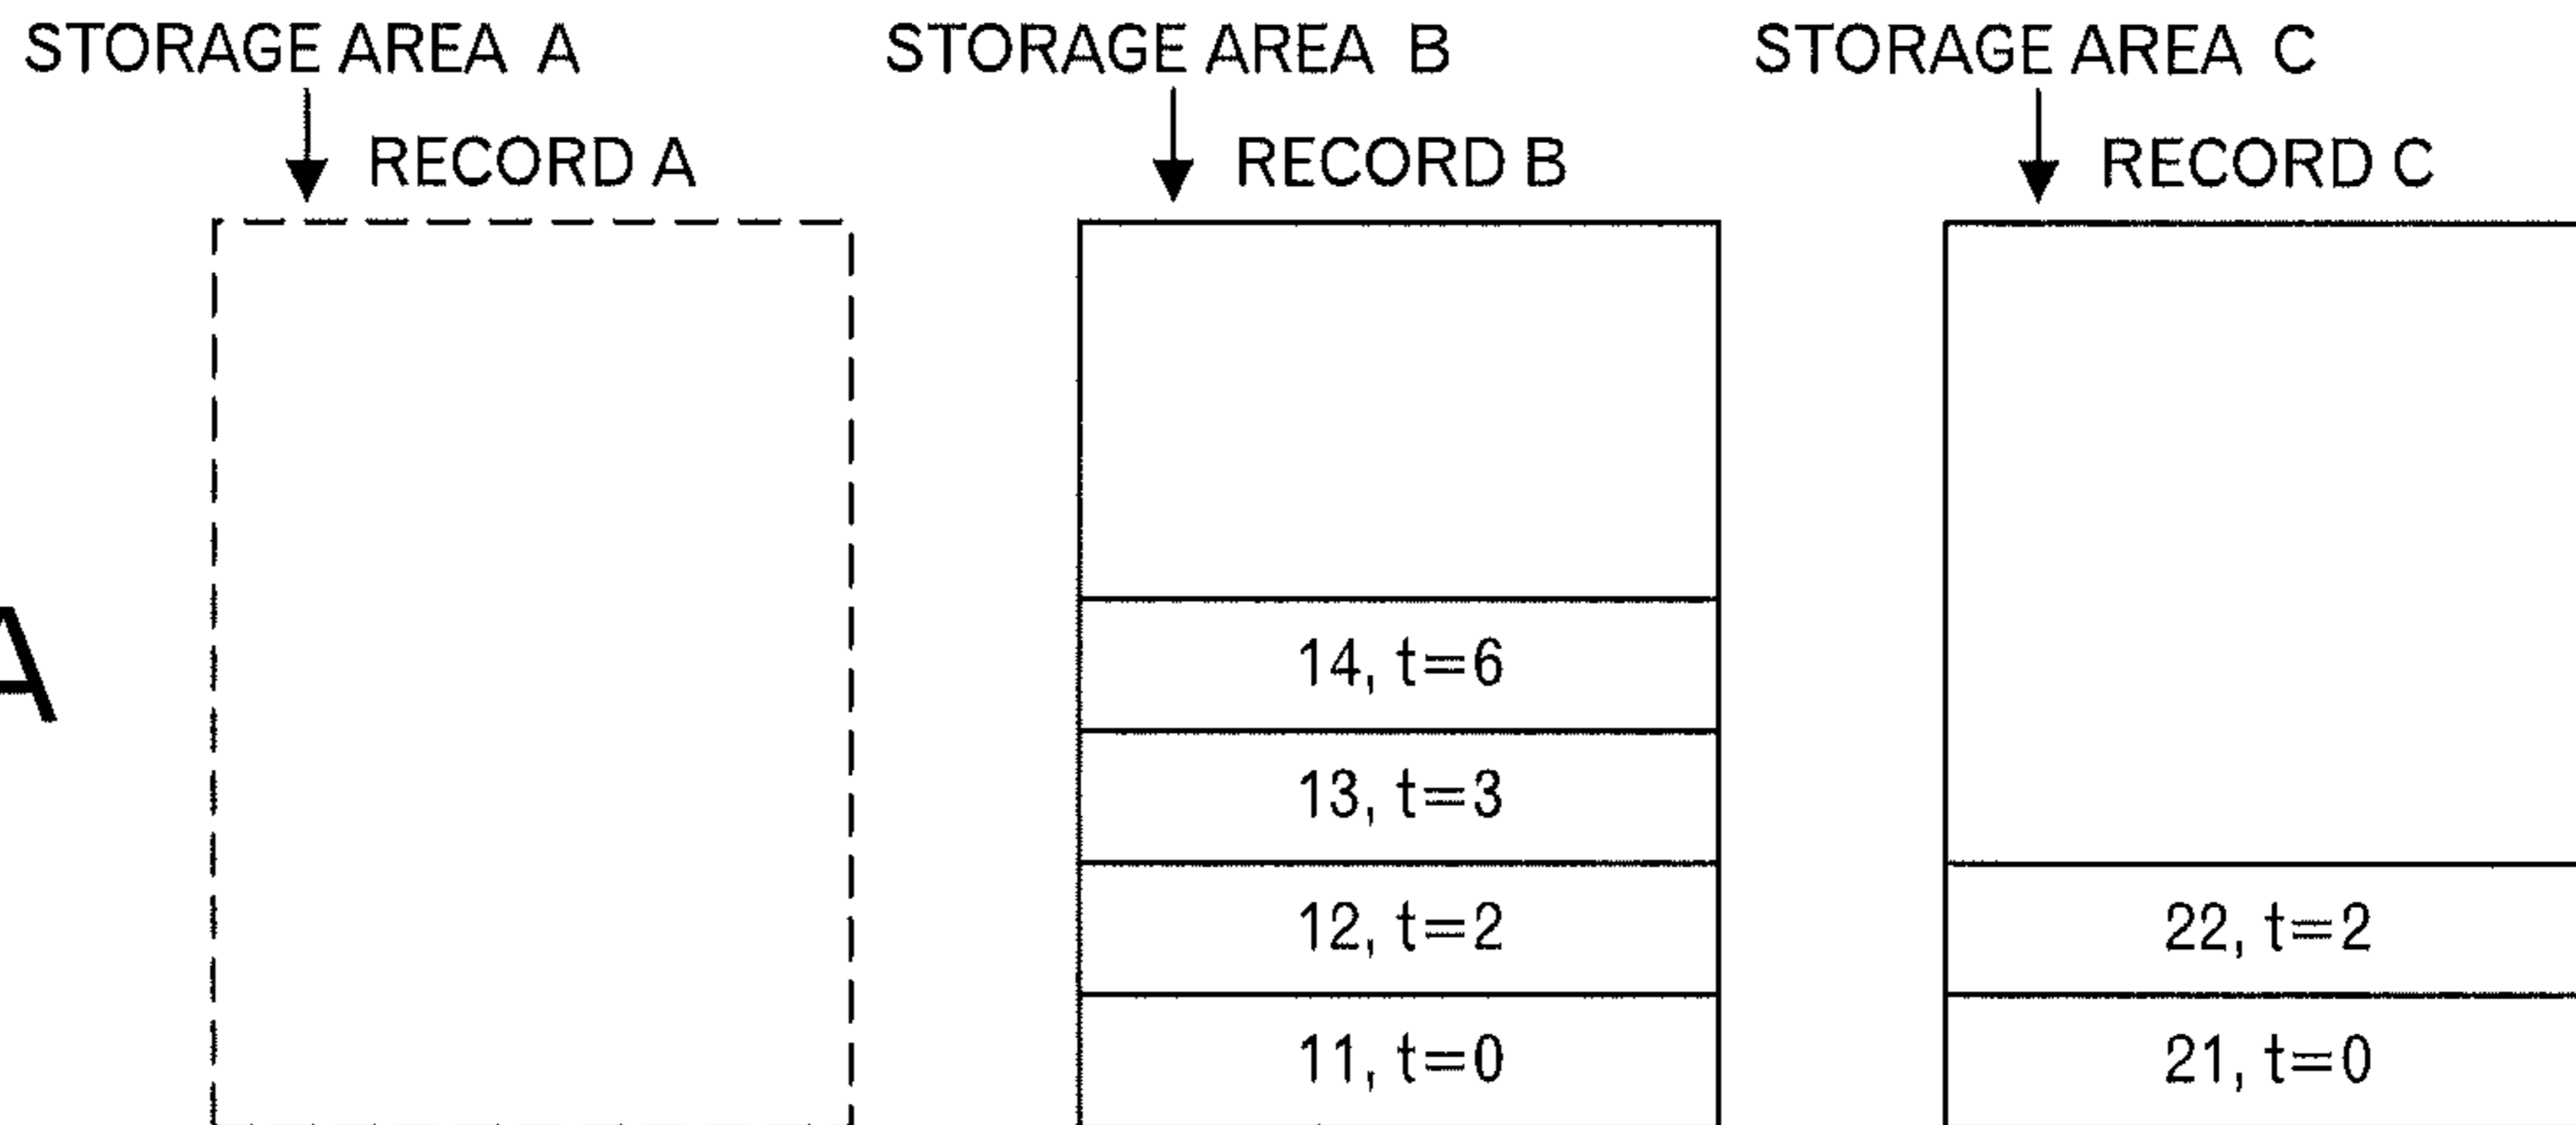 STORAGE AREA A STORAGE AREA B STORAGE AREA C
RECORD A RECORD B RECORD C
14, t=6
A
13, t=3
12, t=2 22, t=2
11, t=0 21, t=0